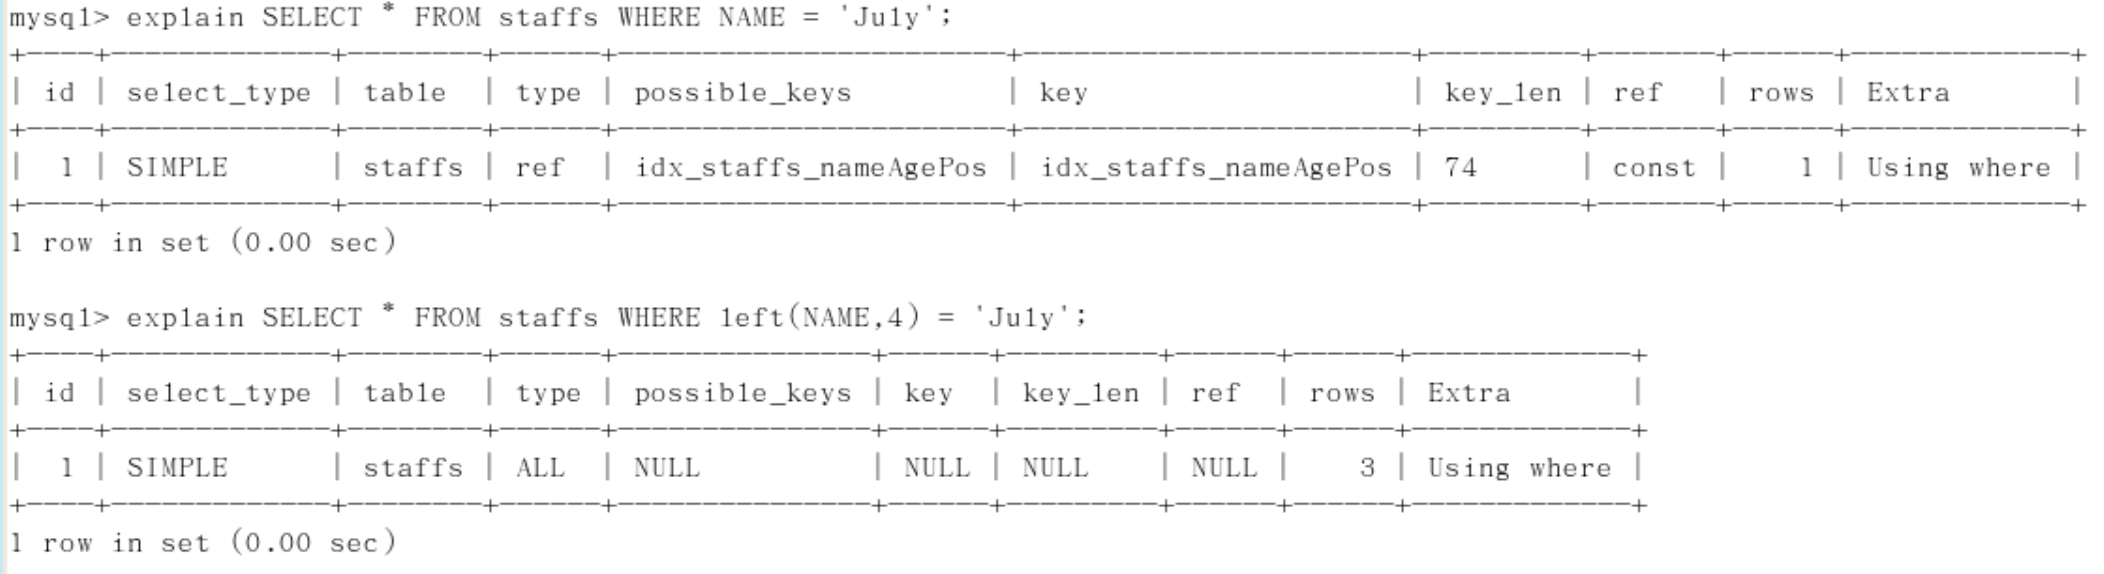 mysql> explain SELECT * FROM staffs WHERE NAME = 'July';
+----+-------------+--------+------+-----------------------+-----------------------+---------+-------+------+-------------+
| id | select_type | table  | type | possible_keys         | key                   | key_len | ref   | rows | Extra       |
+----+-------------+--------+------+-----------------------+-----------------------+---------+-------+------+-------------+
|  1 | SIMPLE      | staffs | ref  | idx_staffs_nameAgePos | idx_staffs_nameAgePos | 74      | const |    1 | Using where |
+----+-------------+--------+------+-----------------------+-----------------------+---------+-------+------+-------------+
1 row in set (0.00 sec)
mysql> explain SELECT * FROM staffs WHERE left(NAME,4) = 'July';
+----+-------------+--------+------+---------------+------+---------+------+------+-------------+
| id | select_type | table  | type | possible_keys | key  | key_len | ref  | rows | Extra       |
+----+-------------+--------+------+---------------+------+---------+------+------+-------------+
|  1 | SIMPLE      | staffs | ALL  | NULL          | NULL | NULL    | NULL |    3 | Using where |
+----+-------------+--------+------+---------------+------+---------+------+------+-------------+
1 row in set (0.00 sec)